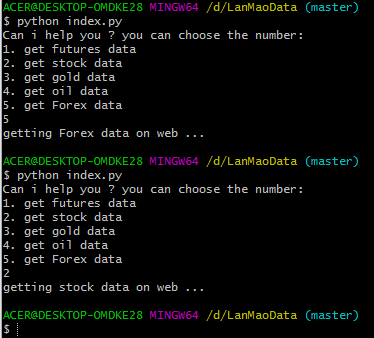 ACER@DESKTOP-OMDKE28 MINGW64 /d/LanMaoData (master)
$ python index.py
Can i help you ? you can choose the number:
1. get futures data
2. get stock data
3. get gold data
4. get oil data
5. get Forex data
5
getting Forex data on web ...
ACER@DESKTOP-OMDKE28 MINGW64 /d/LanMaoData (master)
$ python index.py
Can i help you ? you can choose the number:
1. get futures data
2. get stock data
3. get gold data
4. get oil data
5. get Forex data
2
getting stock data on web ...
ACER@DESKTOP-OMDKE28 MINGW64 /d/LanMaoData (master)
$